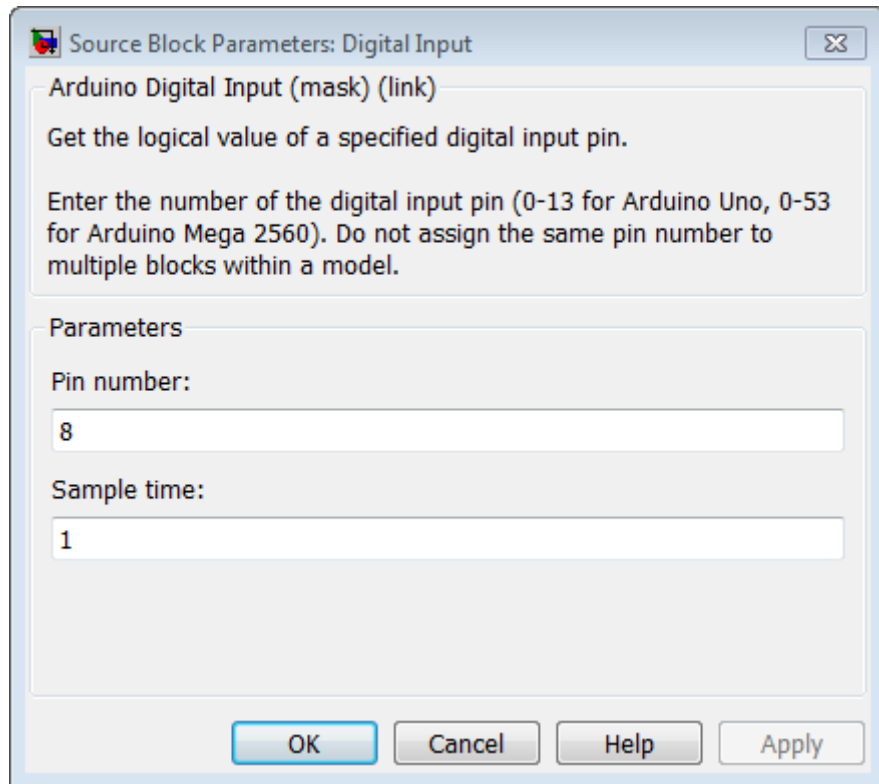 Source Block Parameters: Digital Input
Arduino Digital Input (mask) (link)
Get the logical value of a specified digital input pin.
Enter the number of the digital input pin (0-13 for Arduino Uno, 0-53
for Arduino Mega 2560). Do not assign the same pin number to
multiple blocks within a model.
Parameters
Pin number:
8
Sample time:
1
OK Cancel Help Apply